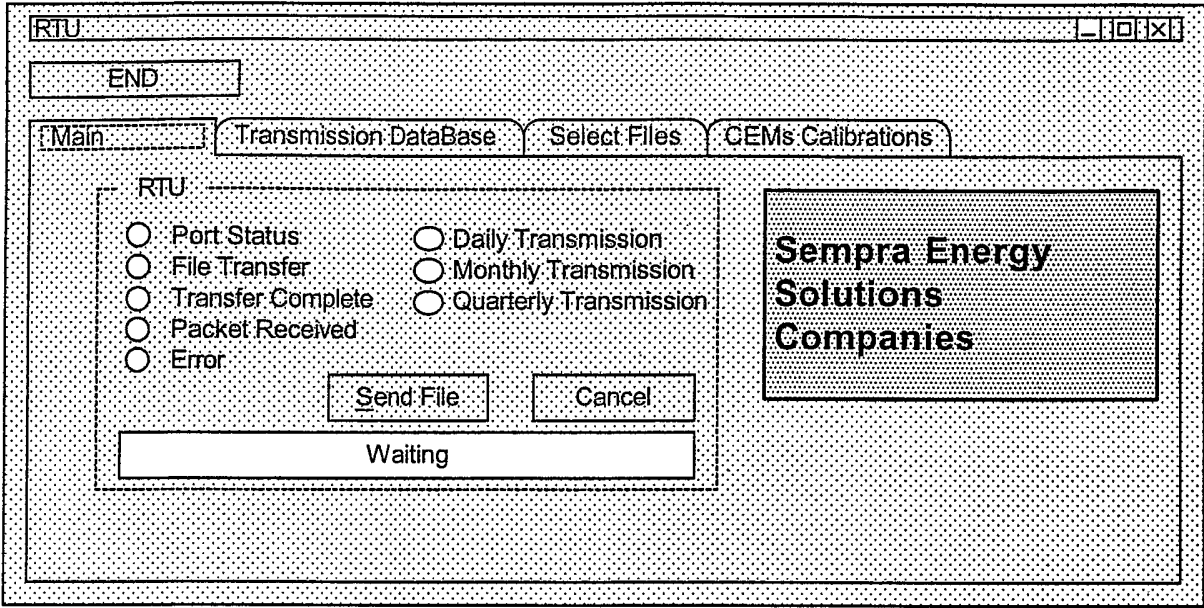 RTU
END
Main Transmission DataBase Select Files CEMs Calibrations
RTU
Port Status
File Transfer
Transfer Complete
Packet Received
Error
Daily Transmission
Monthly Transmission
Quarterly Transmission
Send File Cancel
Waiting
Sempra Energy
Solutions
Companies